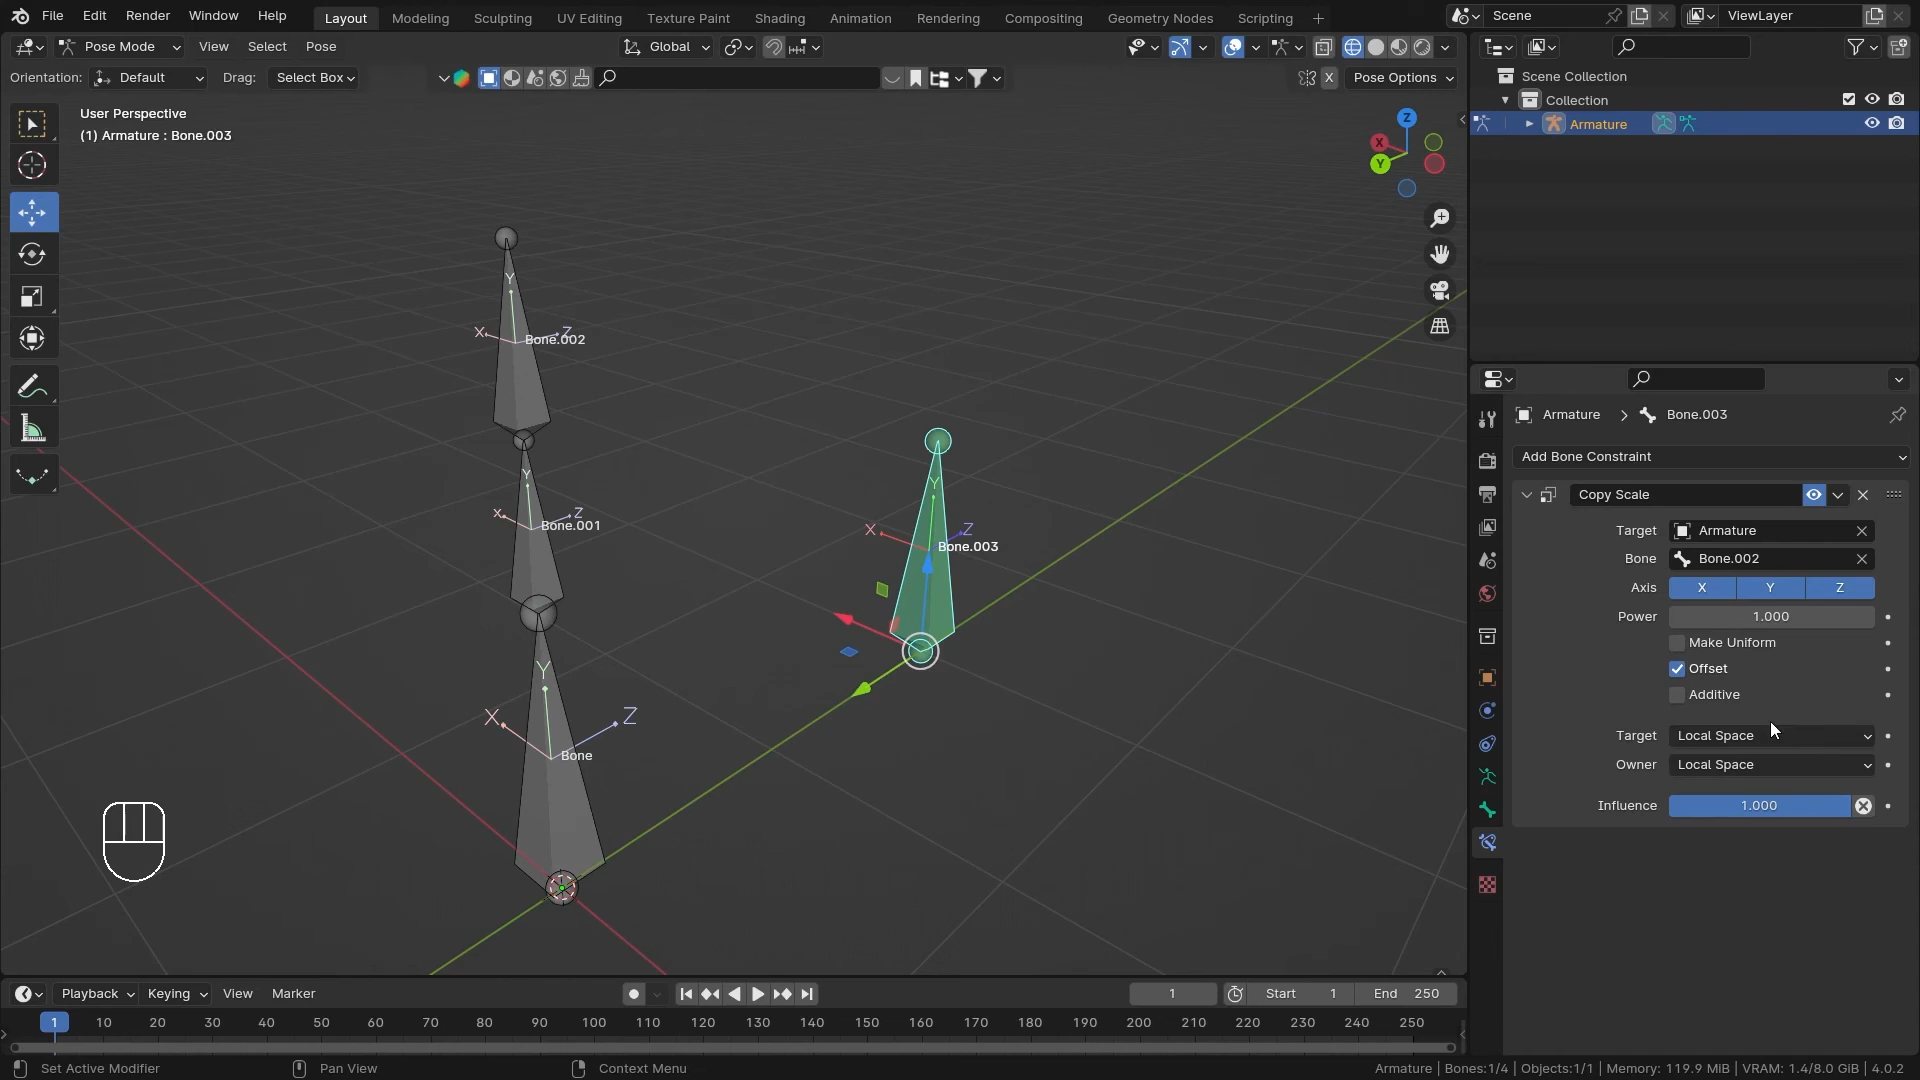 File Edit Render Window Help Layout Modeling Sculpting UV Editing Texture Paint Shading Animation Rendering Compositing Geometry Nodes Scripting + Scene ViewLayer
Pose Mode View Select Pose Global
Orientation: Default Drag: Select Box X Pose Options
User Perspective
(1) Armature : Bone.003
Z
X
Y
Y
X Z
Bone.002
Y
X Z
Bone.001
Y
X Z
Bone.003
Y
X Z
Bone
Scene Collection
Collection
Armature
Armature > Bone.003
Add Bone Constraint
Copy Scale
Target Armature
Bone Bone.002
Axis X Y Z
Power 1.000
Make Uniform
Offset
Additive
Target Local Space
Owner Local Space
Influence 1.000
Playback Keying View Marker 1 Start 1 End 250
1 10 20 30 40 50 60 70 80 90 100 110 120 130 140 150 160 170 180 190 200 210 220 230 240 250
Set Active Modifier Pan View Context Menu Armature | Bones:1/4 | Objects:1/1 | Memory: 119.9 MiB | VRAM: 1.4/8.0 GiB | 4.0.2